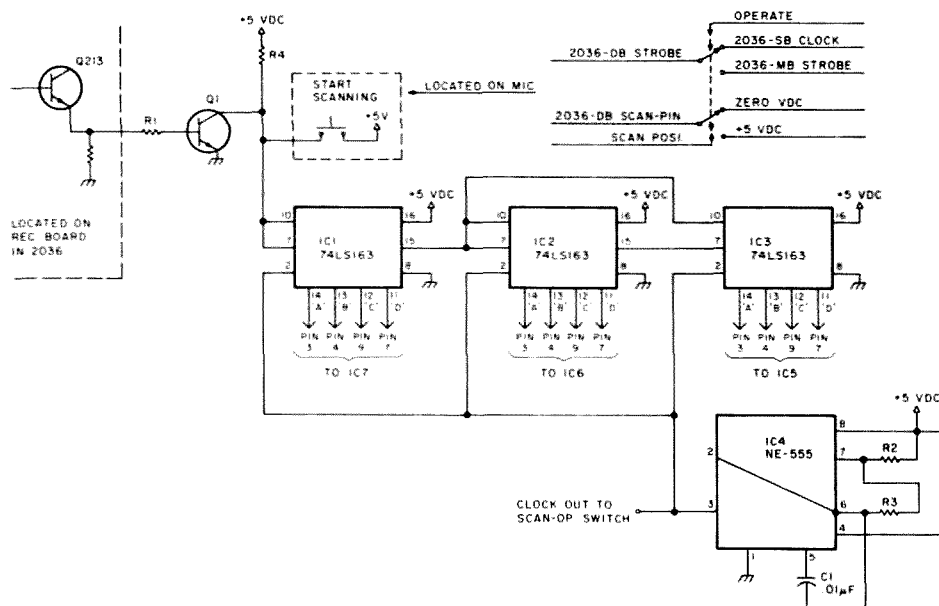 +5 VDC
OPERATE
2036-SB CLOCK
2036-DB STROBE
2036-MB STROBE
ZERO VDC
2036-DB SCAN-PIN
SCAN POSI.
+5 VDC
Q213
R4
START
SCANNING
+5V
LOCATED ON MIC
Q1
R1
LOCATED ON
REC BOARD
IN 2036
+5 VDC
+5 VDC
+5 VDC
10
7
2
IC1
74LS163
16
15
8
14
13
12
11
'A'
'B'
'C'
'D'
PIN
3
PIN
4
PIN
9
PIN
7
TO IC7
10
7
2
IC2
74LS163
16
15
8
14
13
12
11
'A'
'B'
'C'
'D'
PIN
3
PIN
4
PIN
9
PIN
7
TO IC6
10
7
2
IC3
74LS163
16
8
14
13
12
11
'A'
'B'
'C'
'D'
PIN
3
PIN
4
PIN
9
PIN
7
TO IC5
+5 VDC
IC4
NE-555
8
7
R2
2
6
R3
3
4
CLOCK OUT TO
SCAN-OP SWITCH
1
5
C1
.01µF